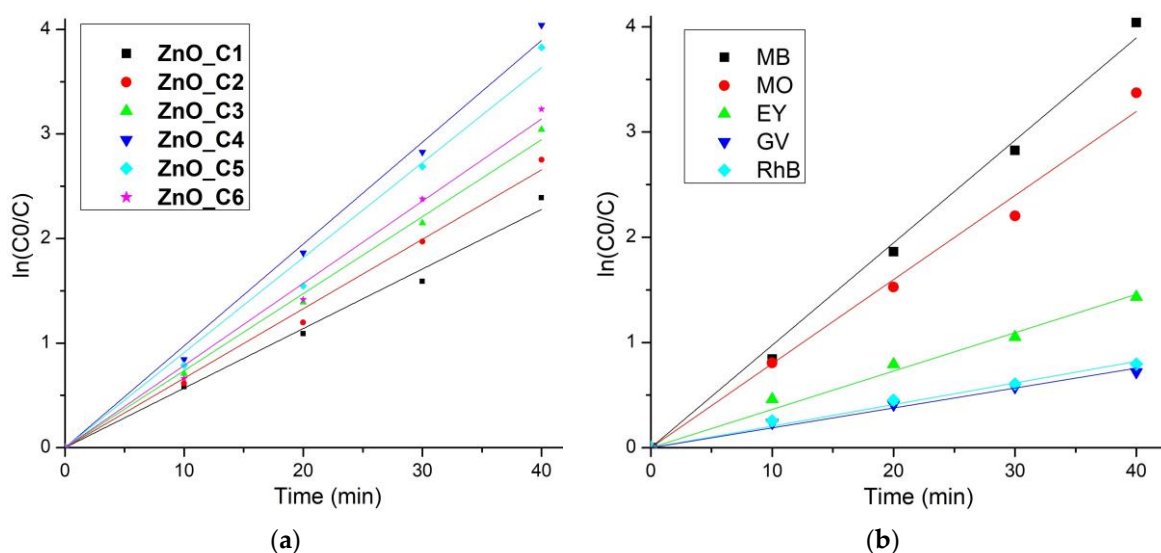 4
3
2
1
0
ln(C0/C)
ZnO_C1
ZnO_C2
ZnO_C3
ZnO_C4
ZnO_C5
ZnO_C6
0 10 20 30 40
Time (min)
(a)
4
3
2
1
0
ln(C0/C)
MB
MO
EY
GV
RhB
0 10 20 30 40
Time (min)
(b)